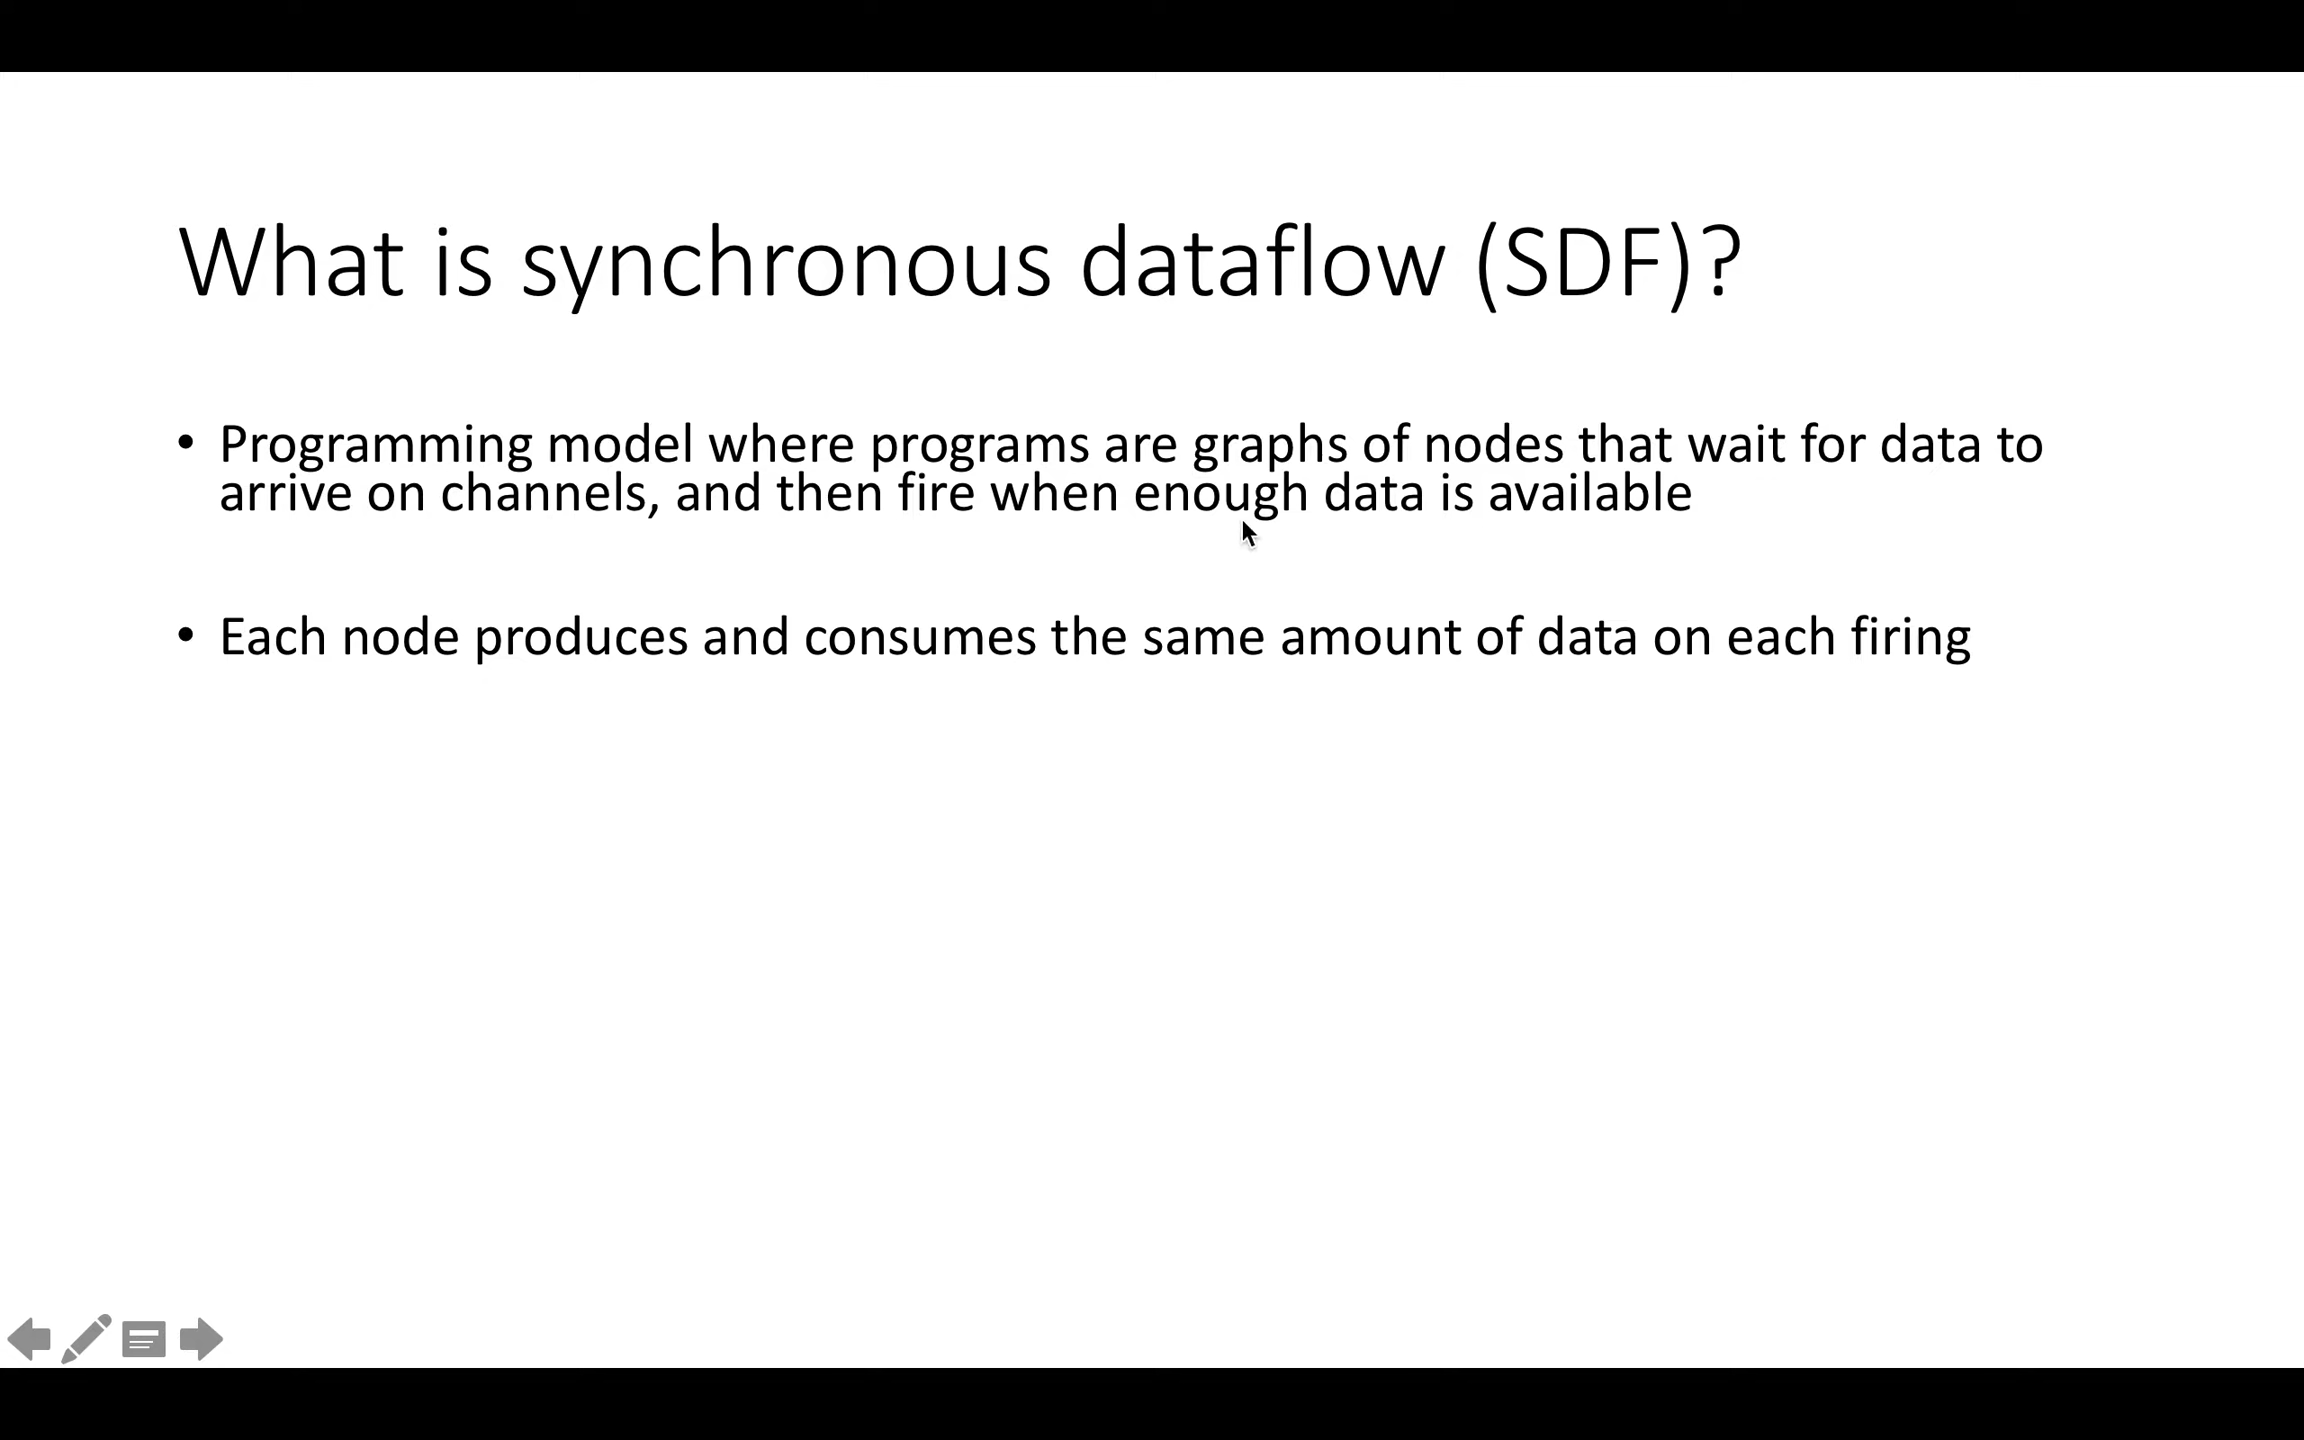 What is synchronous dataflow (SDF)?
• Programming model where programs are graphs of nodes that wait for data to
arrive on channels, and then fire when enough data is available
• Each node produces and consumes the same amount of data on each firing